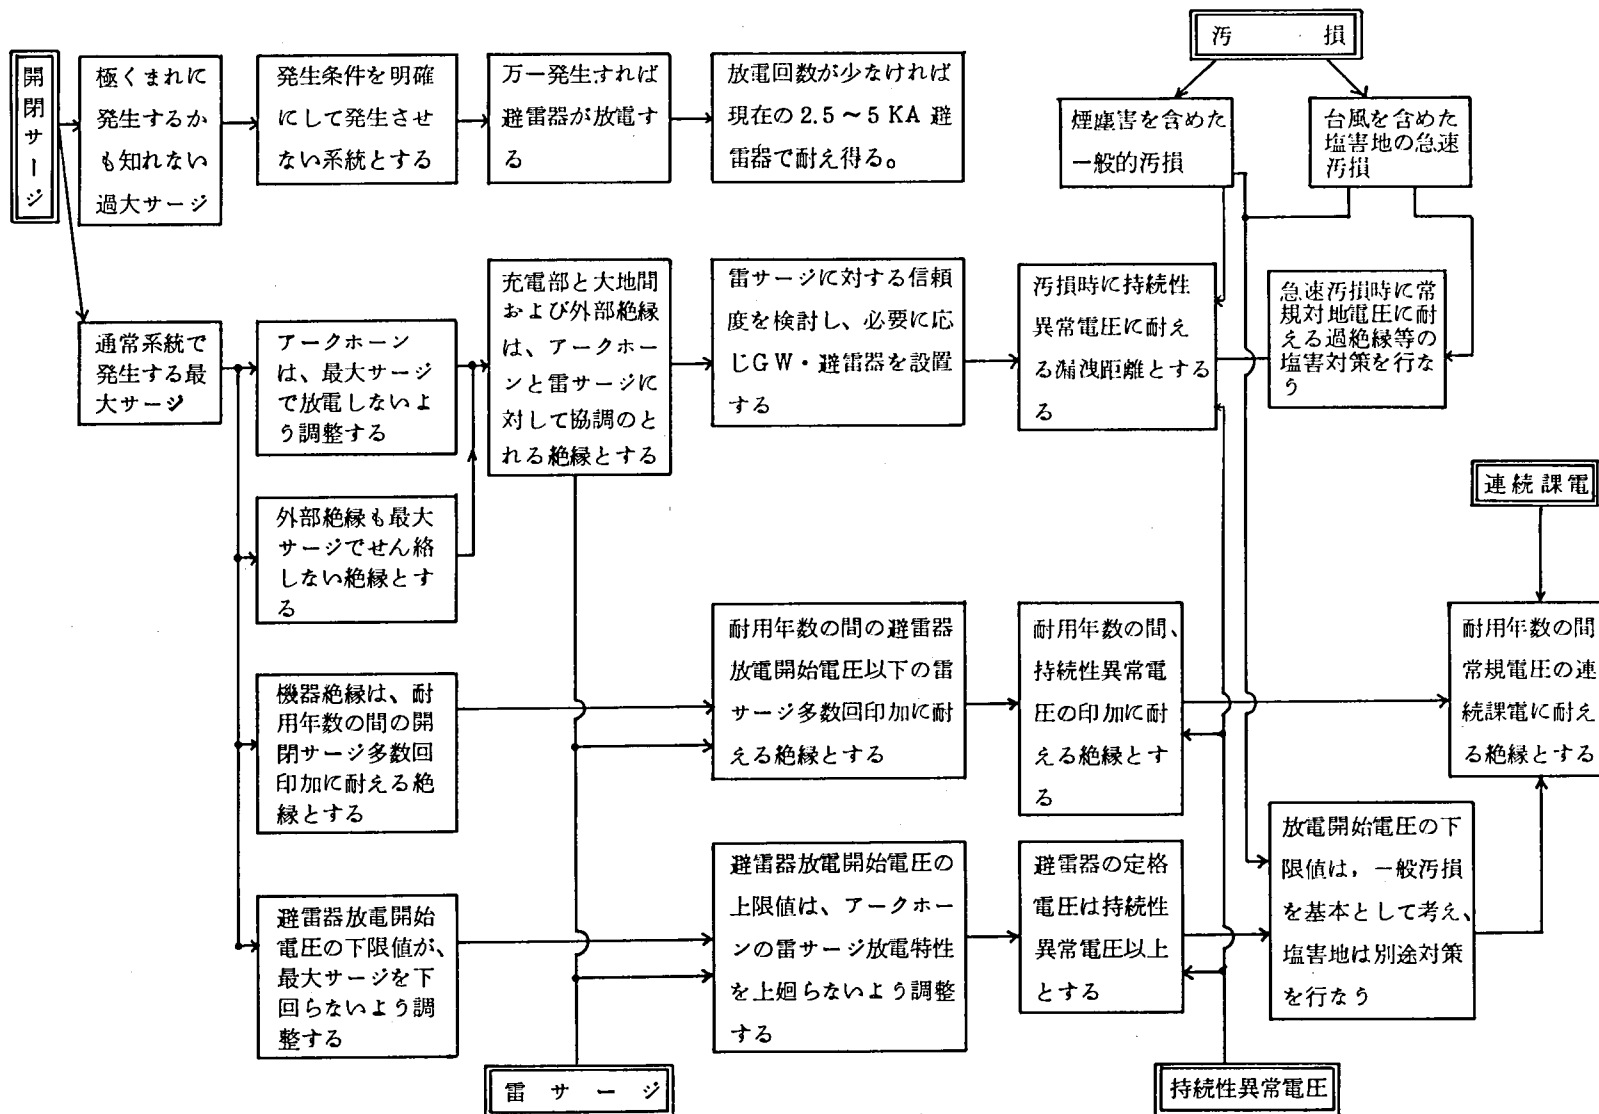 開閉サージ
極くまれに
発生するか
も知れない
過大サージ
発生条件を明確
にして発生させ
ない系統とする
万一発生すれば
避雷器が放電す
る
放電回数が少なければ
現在の2.5～5KA避
雷器で耐え得る。
汚損
煙塵害を含めた
一般的汚損
台風を含めた
塩害地の急速
汚損
通常系統で
発生する最
大サージ
アークホーン
は、最大サージ
で放電しないよ
う調整する
充電部と大地間
および外部絶縁
は、アークホー
ンと雷サージに
対して協調のと
れる絶縁とする
雷サージに対する信頼
度を検討し、必要に応
じGW・避雷器を設置
する
汚損時に持続性
異常電圧に耐え
る漏洩距離とす
る
急速汚損時に常
規対地電圧に耐
える過絶縁等の
塩害対策を行な
う
外部絶縁も最大
サージでせん絡
しない絶縁とす
る
連続課電
機器絶縁は、耐
用年数の間の開
閉サージ多数回
印加に耐える絶
縁とする
耐用年数の間の避雷器
放電開始電圧以下の雷
サージ多数回印加に耐
える絶縁とする
耐用年数の間、
持続性異常電
圧の印加に耐
える絶縁とす
る
耐用年数の間
常規電圧の連
続課電に耐え
る絶縁とする
避雷器放電開始
電圧の下限値が、
最大サージを下
回らないよう調
整する
避雷器放電開始電圧の
上限値は、アークホー
ンの雷サージ放電特性
を上廻らないよう調整
する
避雷器の定格
電圧は持続性
異常電圧以上
とする
放電開始電圧の下
限値は，一般汚損
を基本として考え、
塩害地は別途対策
を行なう
雷サージ
持続性異常電圧